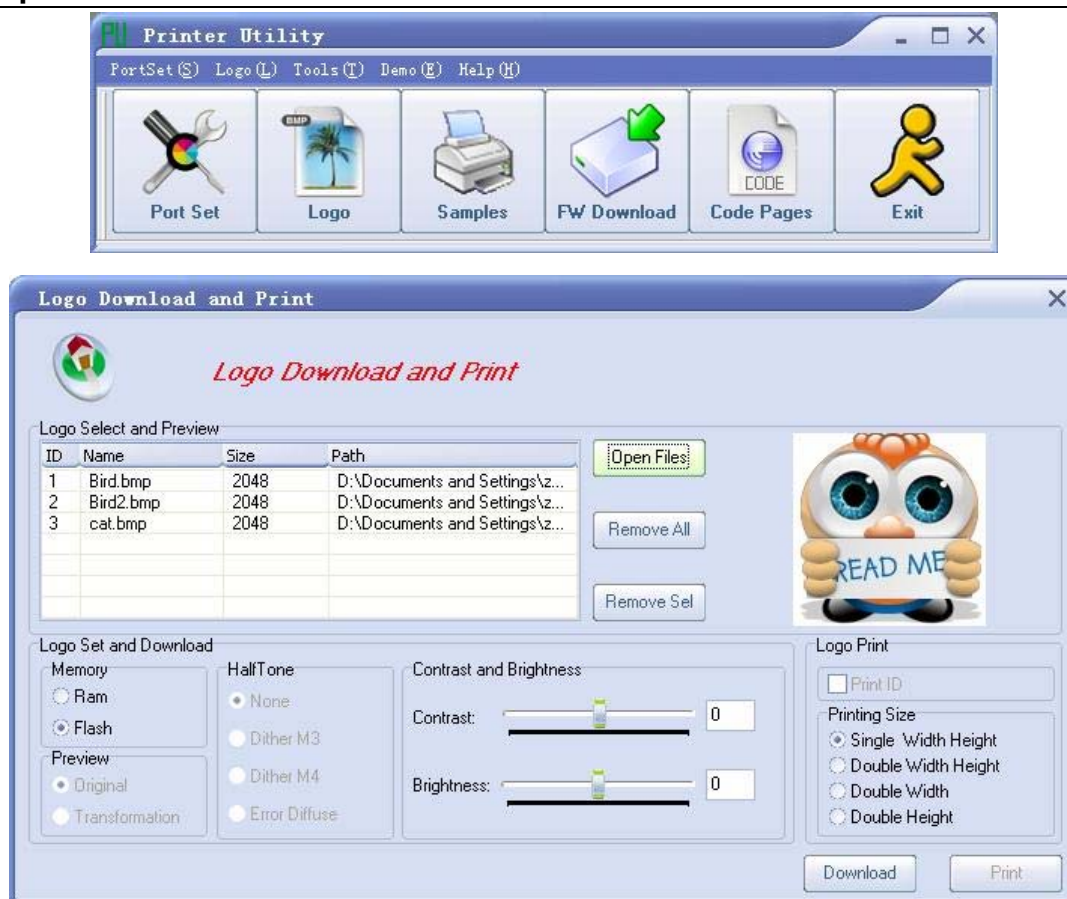 PU Printer Utility
PortSet(S) Logo(L) Tools(T) Demo(E) Help(H)
BMP
CODE
Port Set Logo Samples FW Download Code Pages Exit
Logo Download and Print
Logo Download and Print
Logo Select and Preview
ID Name Size Path
1 Bird.bmp 2048 D:\Documents and Settings\z...
2 Bird2.bmp 2048 D:\Documents and Settings\z...
3 cat.bmp 2048 D:\Documents and Settings\z...
Open Files
Remove All
Remove Sel
READ ME
Logo Set and Download
Memory
Ram
Flash
Preview
Original
Transformation
HalfTone
None
Dither M3
Dither M4
Error Diffuse
Contrast and Brightness
Contrast: 0
Brightness: 0
Logo Print
Print ID
Printing Size
Single Width Height
Double Width Height
Double Width
Double Height
Download Print